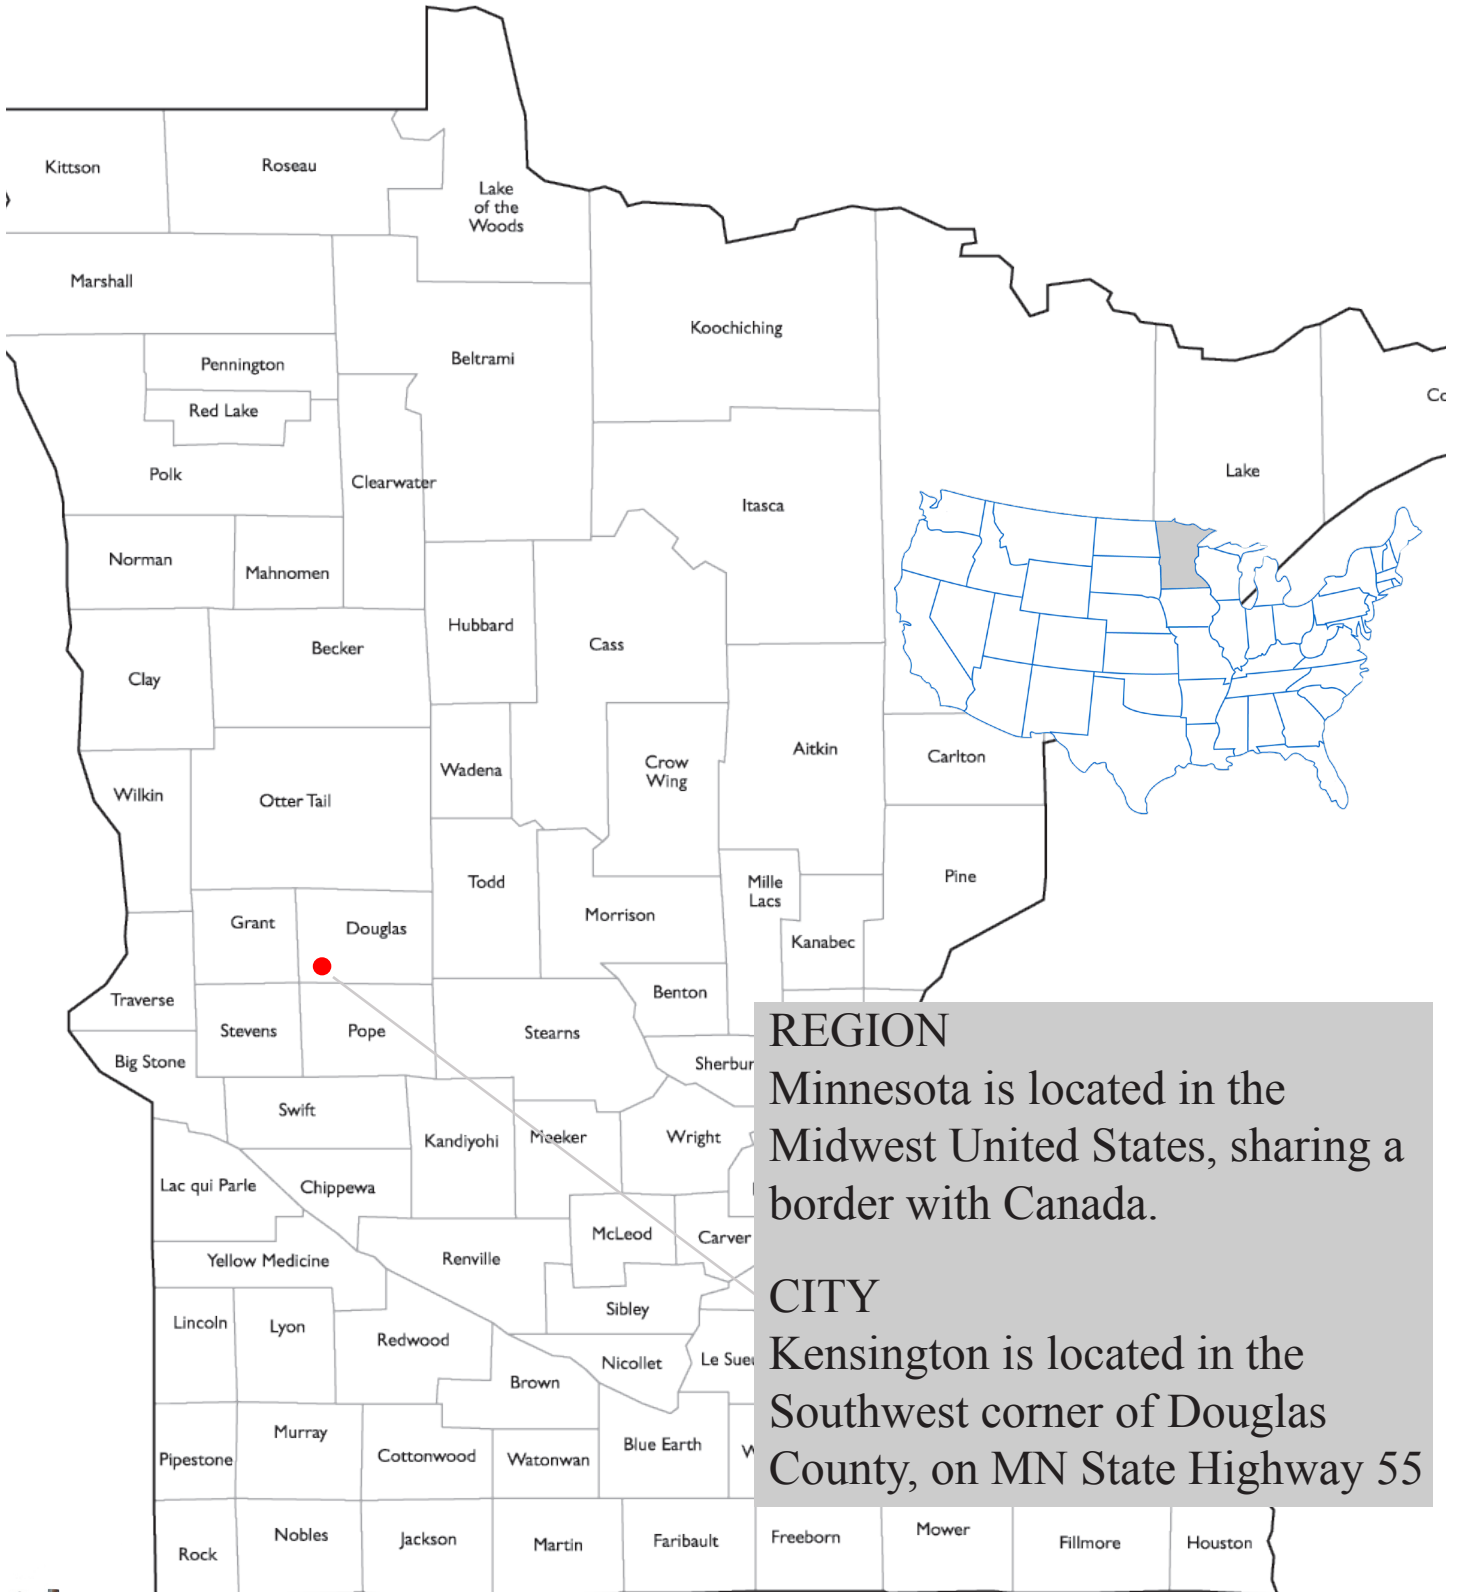 Kittson
Roseau
Lake
of the
Woods
Marshall
Koochiching
Beltrami
Pennington
Red Lake
Polk
Clearwater
Lake
Itasca
Norman
Mahnomen
Hubbard
Becker
Cass
Clay
Aitkin
Carlton
Crow
Wing
Wadena
Wilkin
Otter Tail
Todd
Mille
Lacs
Pine
Morrison
Grant
Douglas
Kanabec
Benton
Traverse
Stevens
Pope
Stearns
Big Stone
Sherbur
Swift
Kandiyohi
Meeker
Wright
Lac qui Parle
Chippewa
McLeod
Carver
Yellow Medicine
Renville
Sibley
Lincoln
Lyon
Redwood
Nicollet
Le Sue
Brown
Murray
Blue Earth
Pipestone
Cottonwood
Watonwan
Nobles
Jackson
Martin
Faribault
Freeborn
Mower
Fillmore
Houston
Rock
REGION
Minnesota is located in the
Midwest United States, sharing a
border with Canada.
CITY
Kensington is located in the
Southwest corner of Douglas
County, on MN State Highway 55